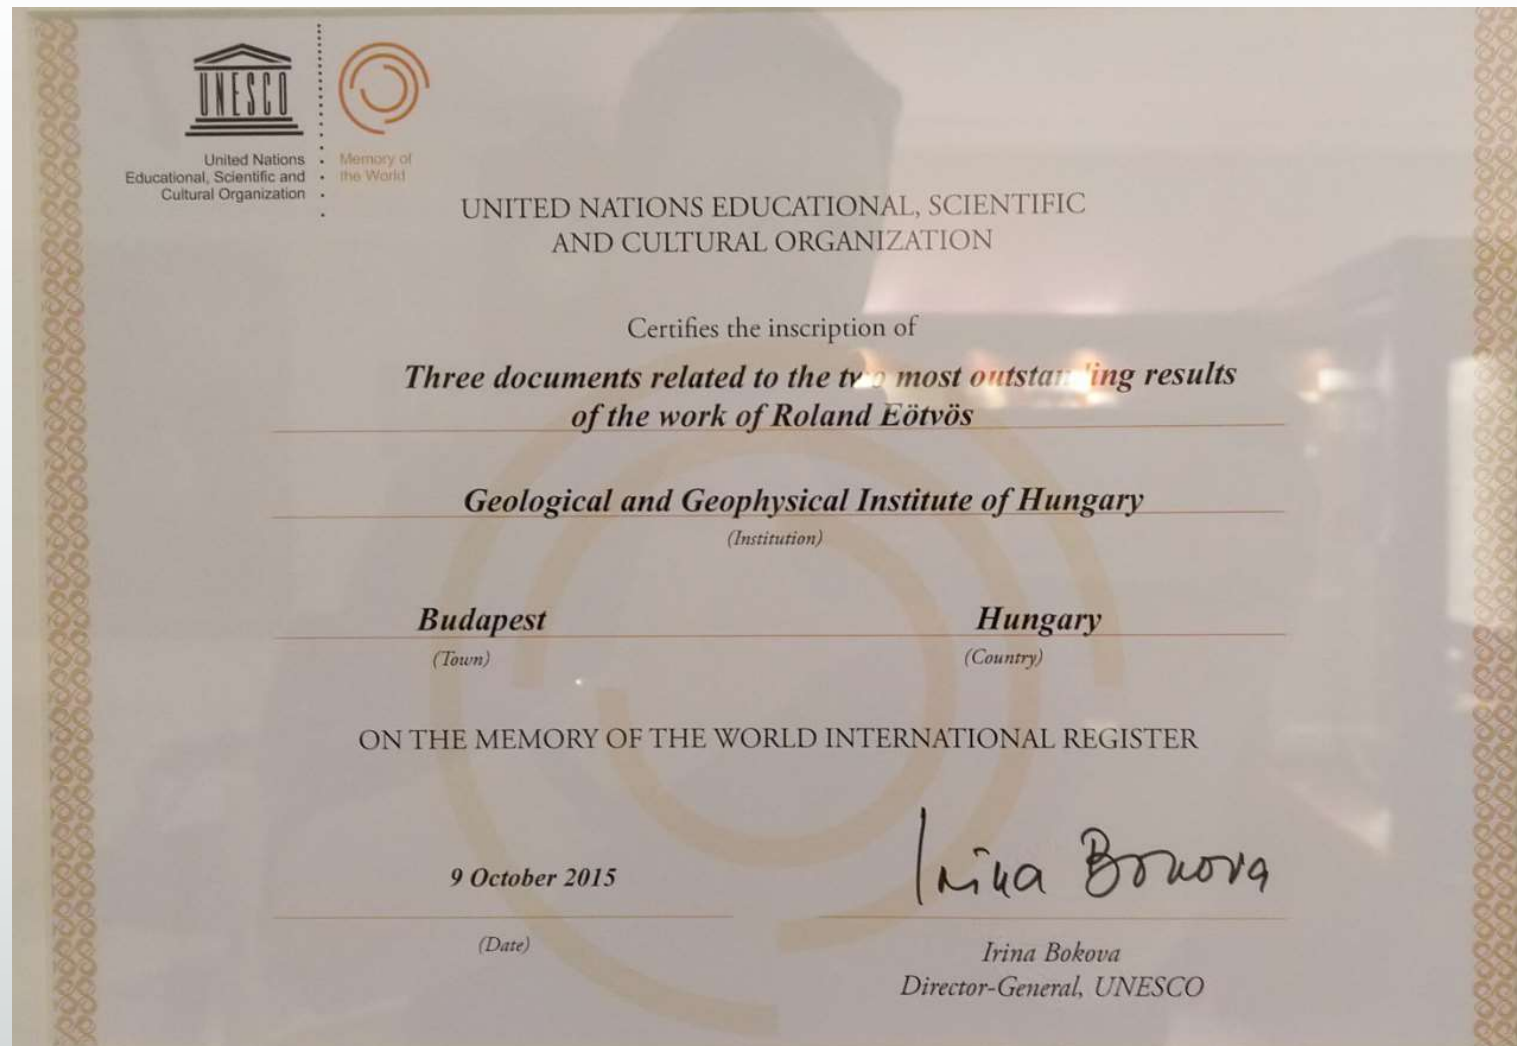 UNESCO
United Nations
Educational, Scientific and
Cultural Organization
Memory of
the World
UNITED NATIONS EDUCATIONAL, SCIENTIFIC
AND CULTURAL ORGANIZATION
Certifies the inscription of
Three documents related to the two most outstanding results
of the work of Roland Eötvös
Geological and Geophysical Institute of Hungary
(Institution)
Budapest
Hungary
(Town)
(Country)
ON THE MEMORY OF THE WORLD INTERNATIONAL REGISTER
Irina Bokova
9 October 2015
(Date)
Irina Bokova
Director-General, UNESCO